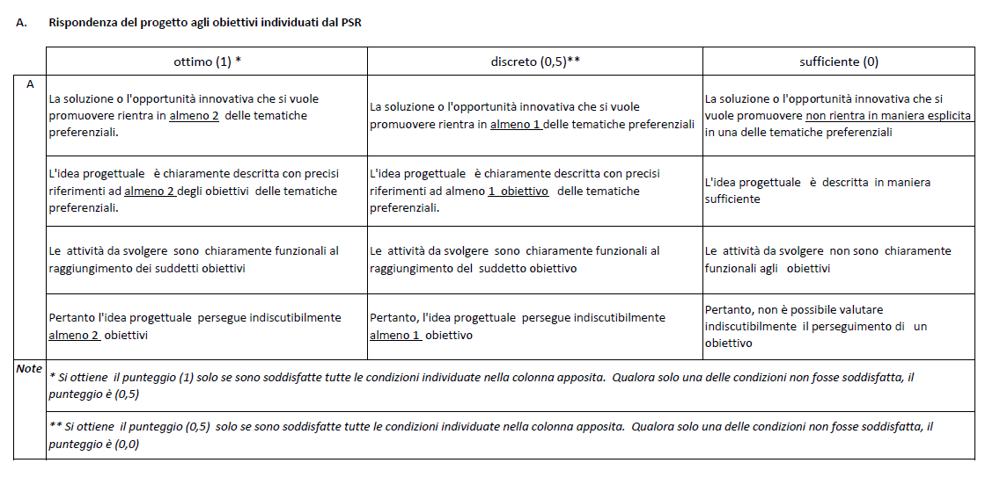 A. Rispondenza del progetto agli obiettivi individuati dal PSR
ottimo (1) *
discreto (0,5)**
sufficiente (0)
A
La soluzione o l'opportunità innovativa che si vuole
promuovere rientra in almeno 2 delle tematiche
preferenziali.
La soluzione o l'opportunità innovativa che si vuole
promuovere rientra in almeno 1 delle tematiche preferenziali
La soluzione o l'opportunità innovativa che si
vuole promuovere non rientra in maniera esplicita
in una delle tematiche preferenziali
L'idea progettuale è chiaramente descritta con precisi
riferimenti ad almeno 2 degli obiettivi delle tematiche
preferenziali.
L'idea progettuale è chiaramente descritta con precisi
riferimenti ad almeno 1 obiettivo delle tematiche
preferenziali.
L'idea progettuale è descritta in maniera
sufficiente
Le attività da svolgere sono chiaramente funzionali al
raggiungimento dei suddetti obiettivi
Le attività da svolgere sono chiaramente funzionali al
raggiungimento del suddetto obiettivo
Le attività da svolgere non sono chiaramente
funzionali agli obiettivi
Pertanto l'idea progettuale persegue indiscutibilmente
almeno 2 obiettivi
Pertanto, l'idea progettuale persegue indiscutibilmente
almeno 1 obiettivo
Pertanto, non è possibile valutare
indiscutibilmente il perseguimento di un
obiettivo
Note
* Si ottiene il punteggio (1) solo se sono soddisfatte tutte le condizioni individuate nella colonna apposita. Qualora solo una delle condizioni non fosse soddisfatta, il
punteggio è (0,5)
** Si ottiene il punteggio (0,5) solo se sono soddisfatte tutte le condizioni individuate nella colonna apposita. Qualora solo una delle condizioni non fosse soddisfatta, il
punteggio è (0,0)